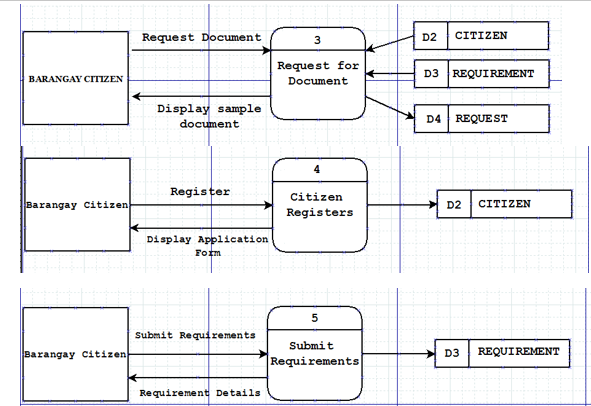 Request Document
BARANGAY CITIZEN
Display sample
document
3
Request for
Document
D2 CITIZEN
D3 REQUIREMENT
D4 REQUEST
Barangay Citizen
Register
Display Application
Form
4
Citizen
Registers
D2 CITIZEN
Barangay Citizen
Submit Requirements
Requirement Details
5
Submit
Requirements
D3 REQUIREMENT